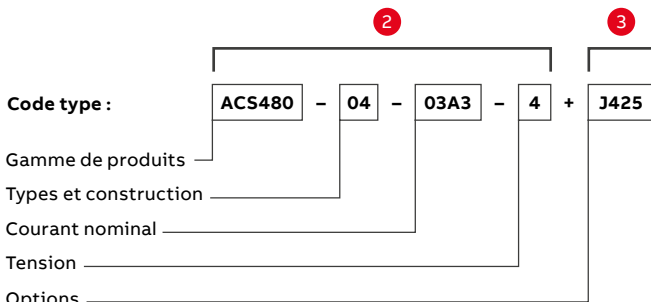 2 3
Code type : ACS480 – 04 – 03A3 – 4 + J425
Gamme de produits
Types et construction
Courant nominal
Tension
Options